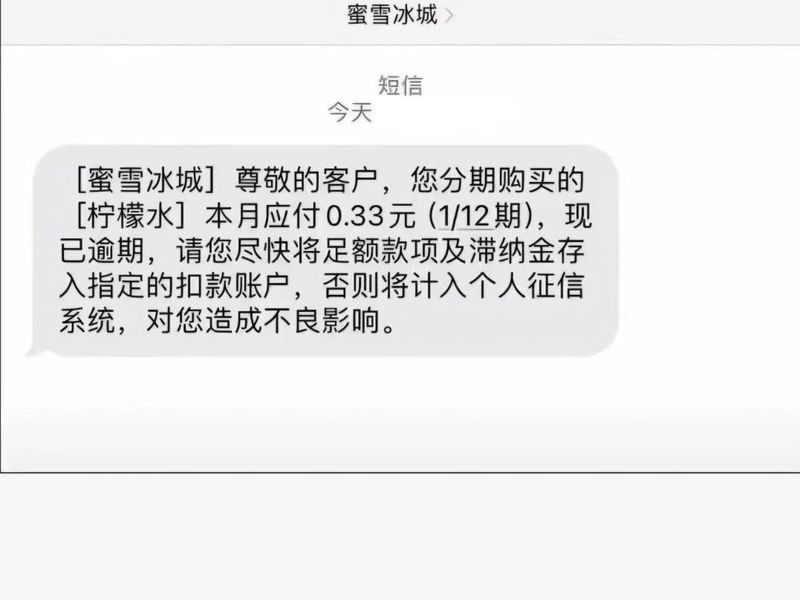 蜜雪冰城
短信
今天
［蜜雪冰城］尊敬的客户，您分期购买的
［柠檬水］本月应付0.33元（1/12期），现
已逾期，请您尽快将足额款项及滞纳金存
入指定的扣款账户，否则将计入个人征信
系统，对您造成不良影响。